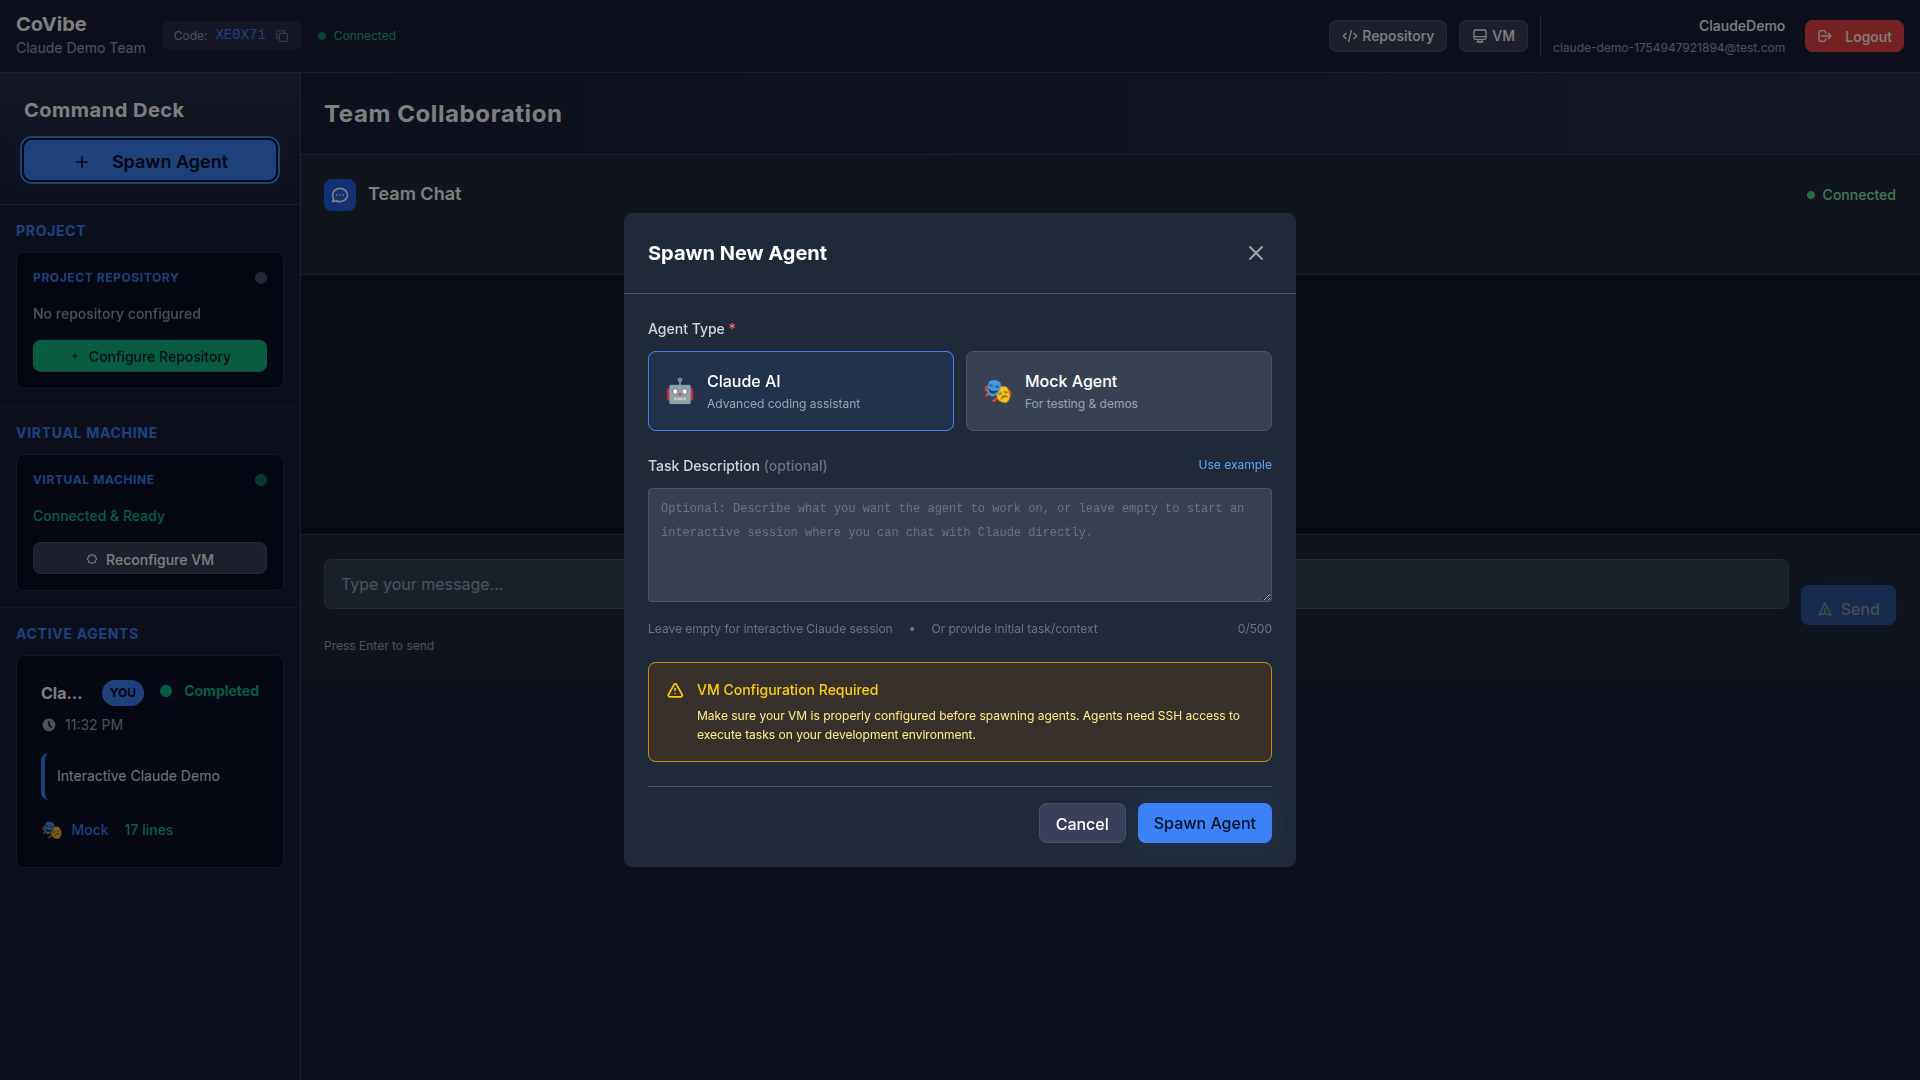 CoVibe
Claude Demo Team
Code: XE0X71
Connected
Repository
VM
ClaudeDemo
claude-demo-1754947921894@test.com
Logout
Command Deck
+ Spawn Agent
PROJECT
PROJECT REPOSITORY
No repository configured
+ Configure Repository
VIRTUAL MACHINE
VIRTUAL MACHINE
Connected & Ready
Reconfigure VM
ACTIVE AGENTS
Cla... YOU Completed
11:32 PM
Interactive Claude Demo
Mock 17 lines
Team Collaboration
Team Chat
Connected
Type your message...
Send
Press Enter to send
Spawn New Agent
Agent Type *
Claude AI
Advanced coding assistant
Mock Agent
For testing & demos
Task Description (optional)
Use example
Optional: Describe what you want the agent to work on, or leave empty to start an
interactive session where you can chat with Claude directly.
Leave empty for interactive Claude session • Or provide initial task/context
0/500
VM Configuration Required
Make sure your VM is properly configured before spawning agents. Agents need SSH access to
execute tasks on your development environment.
Cancel
Spawn Agent